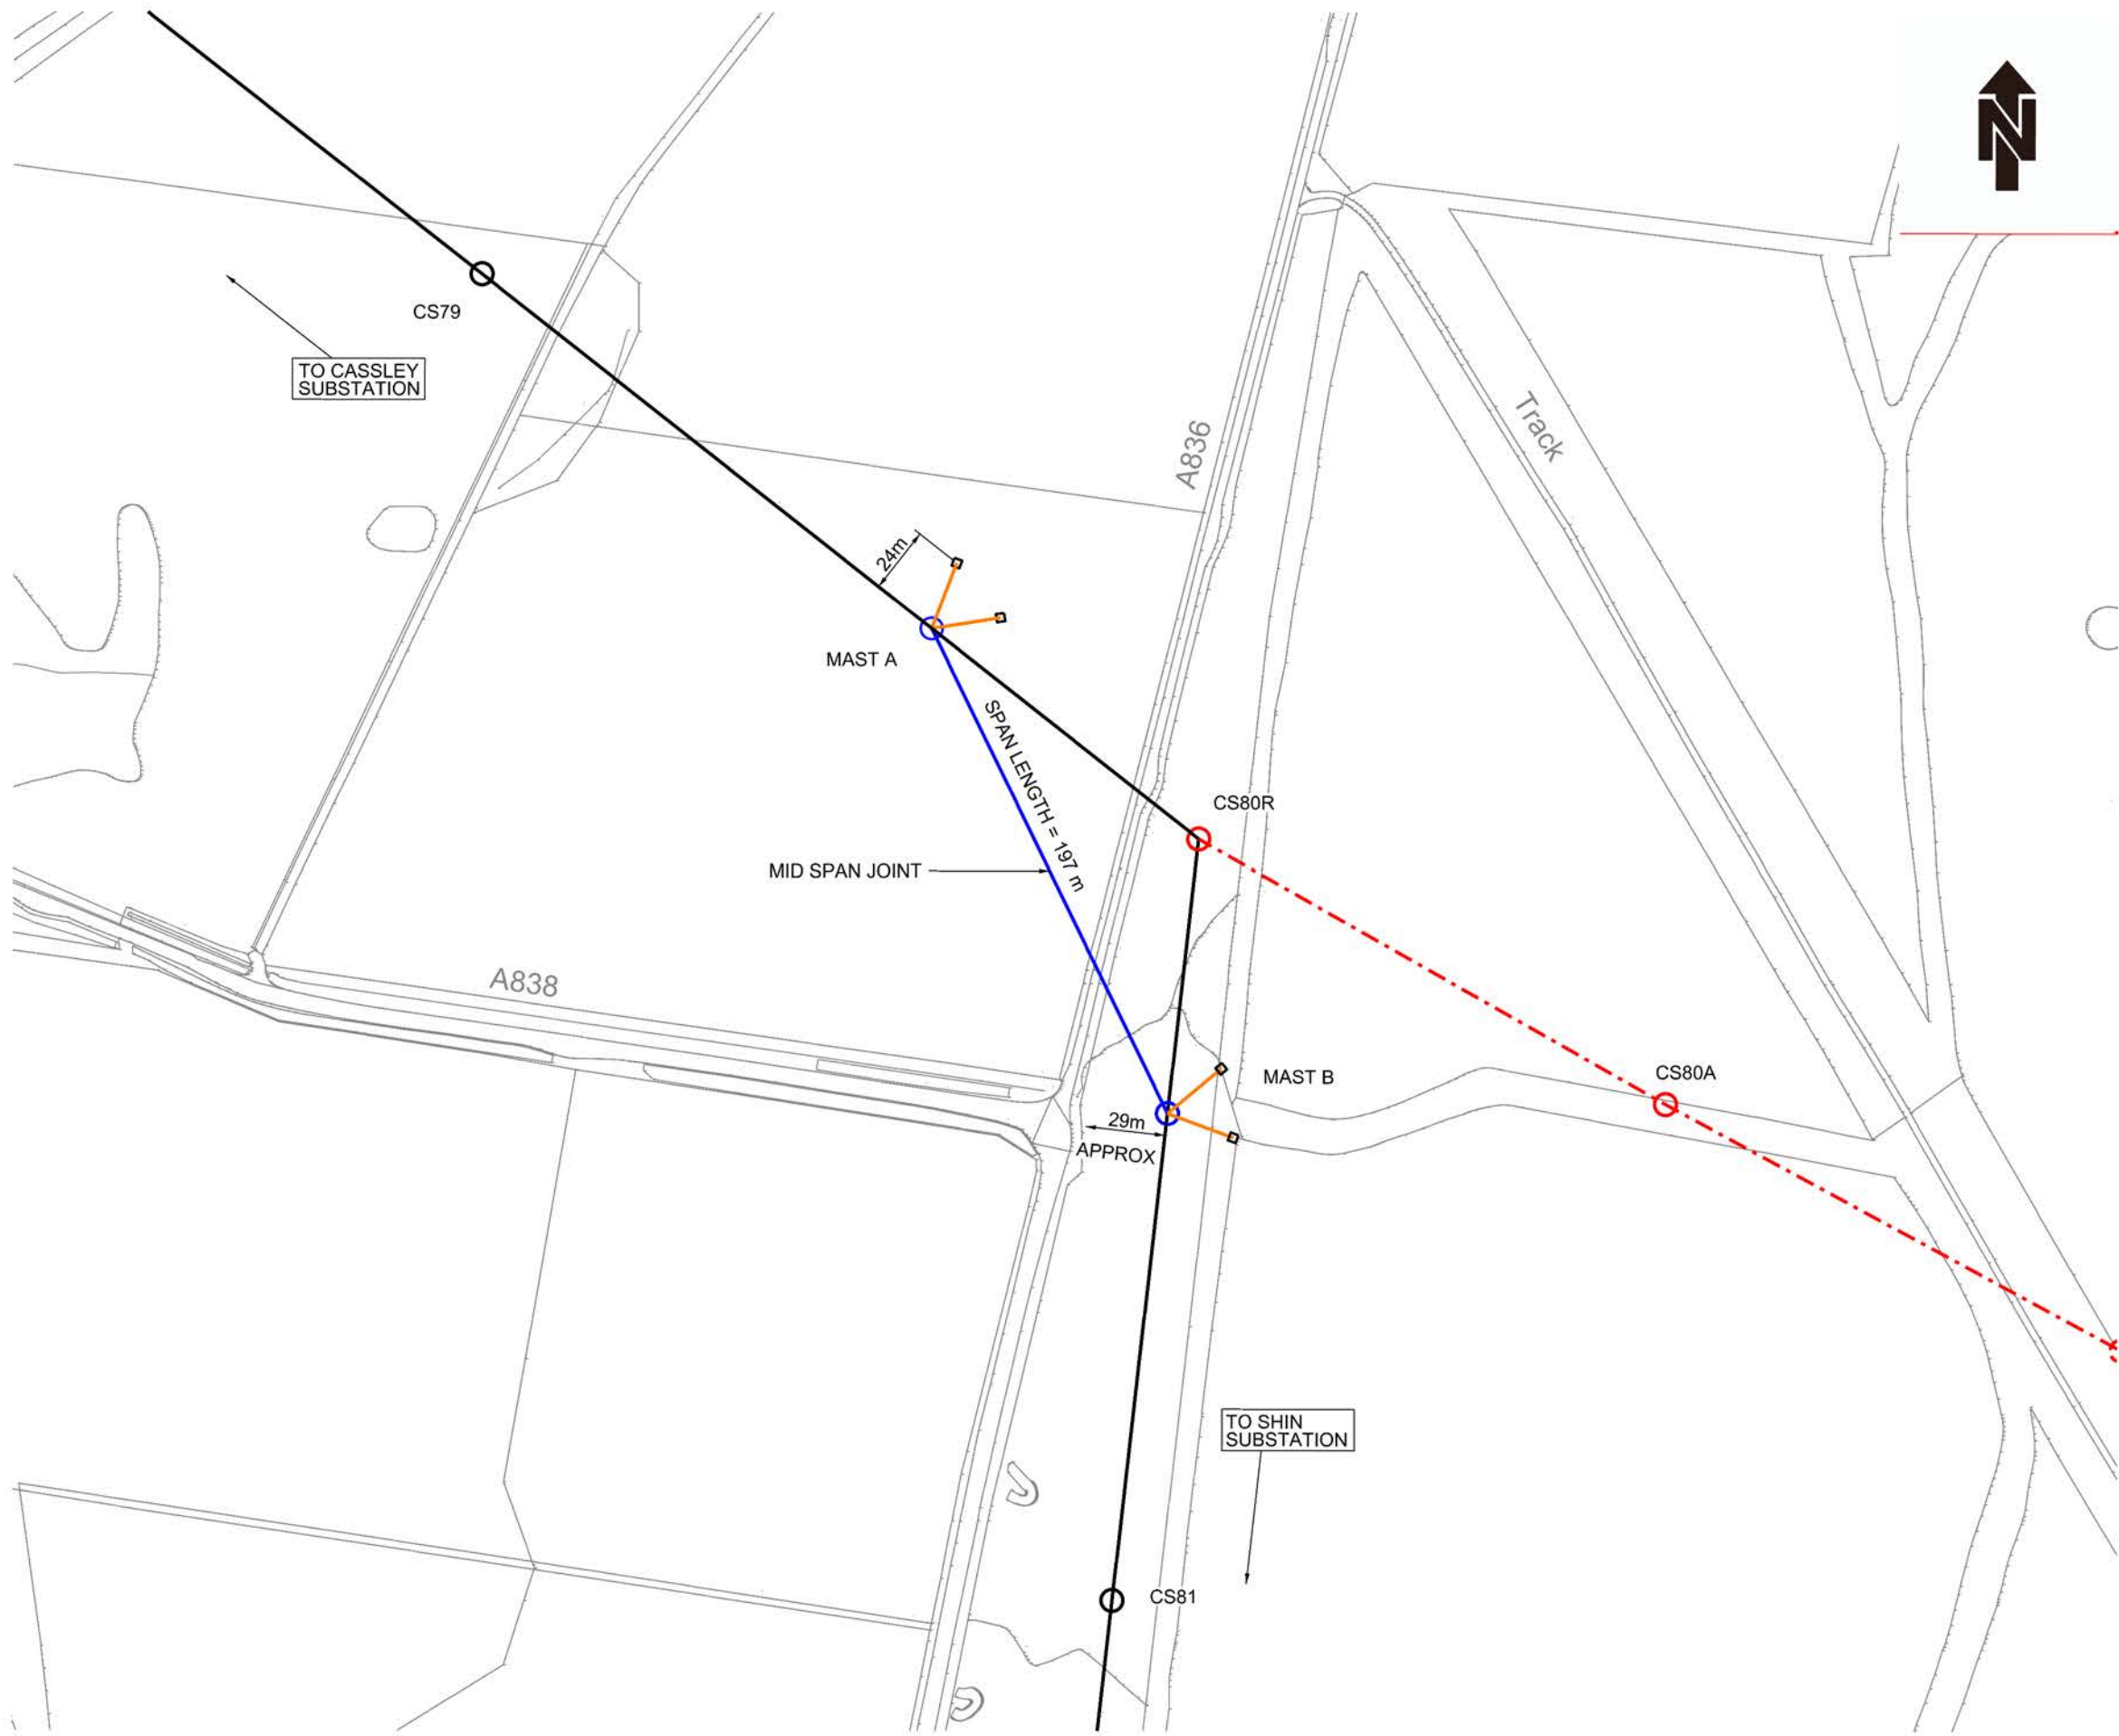 N
CS79
TO CASSLEY
SUBSTATION
Track
A836
24m
MAST A
SPAN LENGTH = 197 m
CS80R
MID SPAN JOINT
A838
MAST B
CS80A
29m
APPROX
TO SHIN
SUBSTATION
CS81